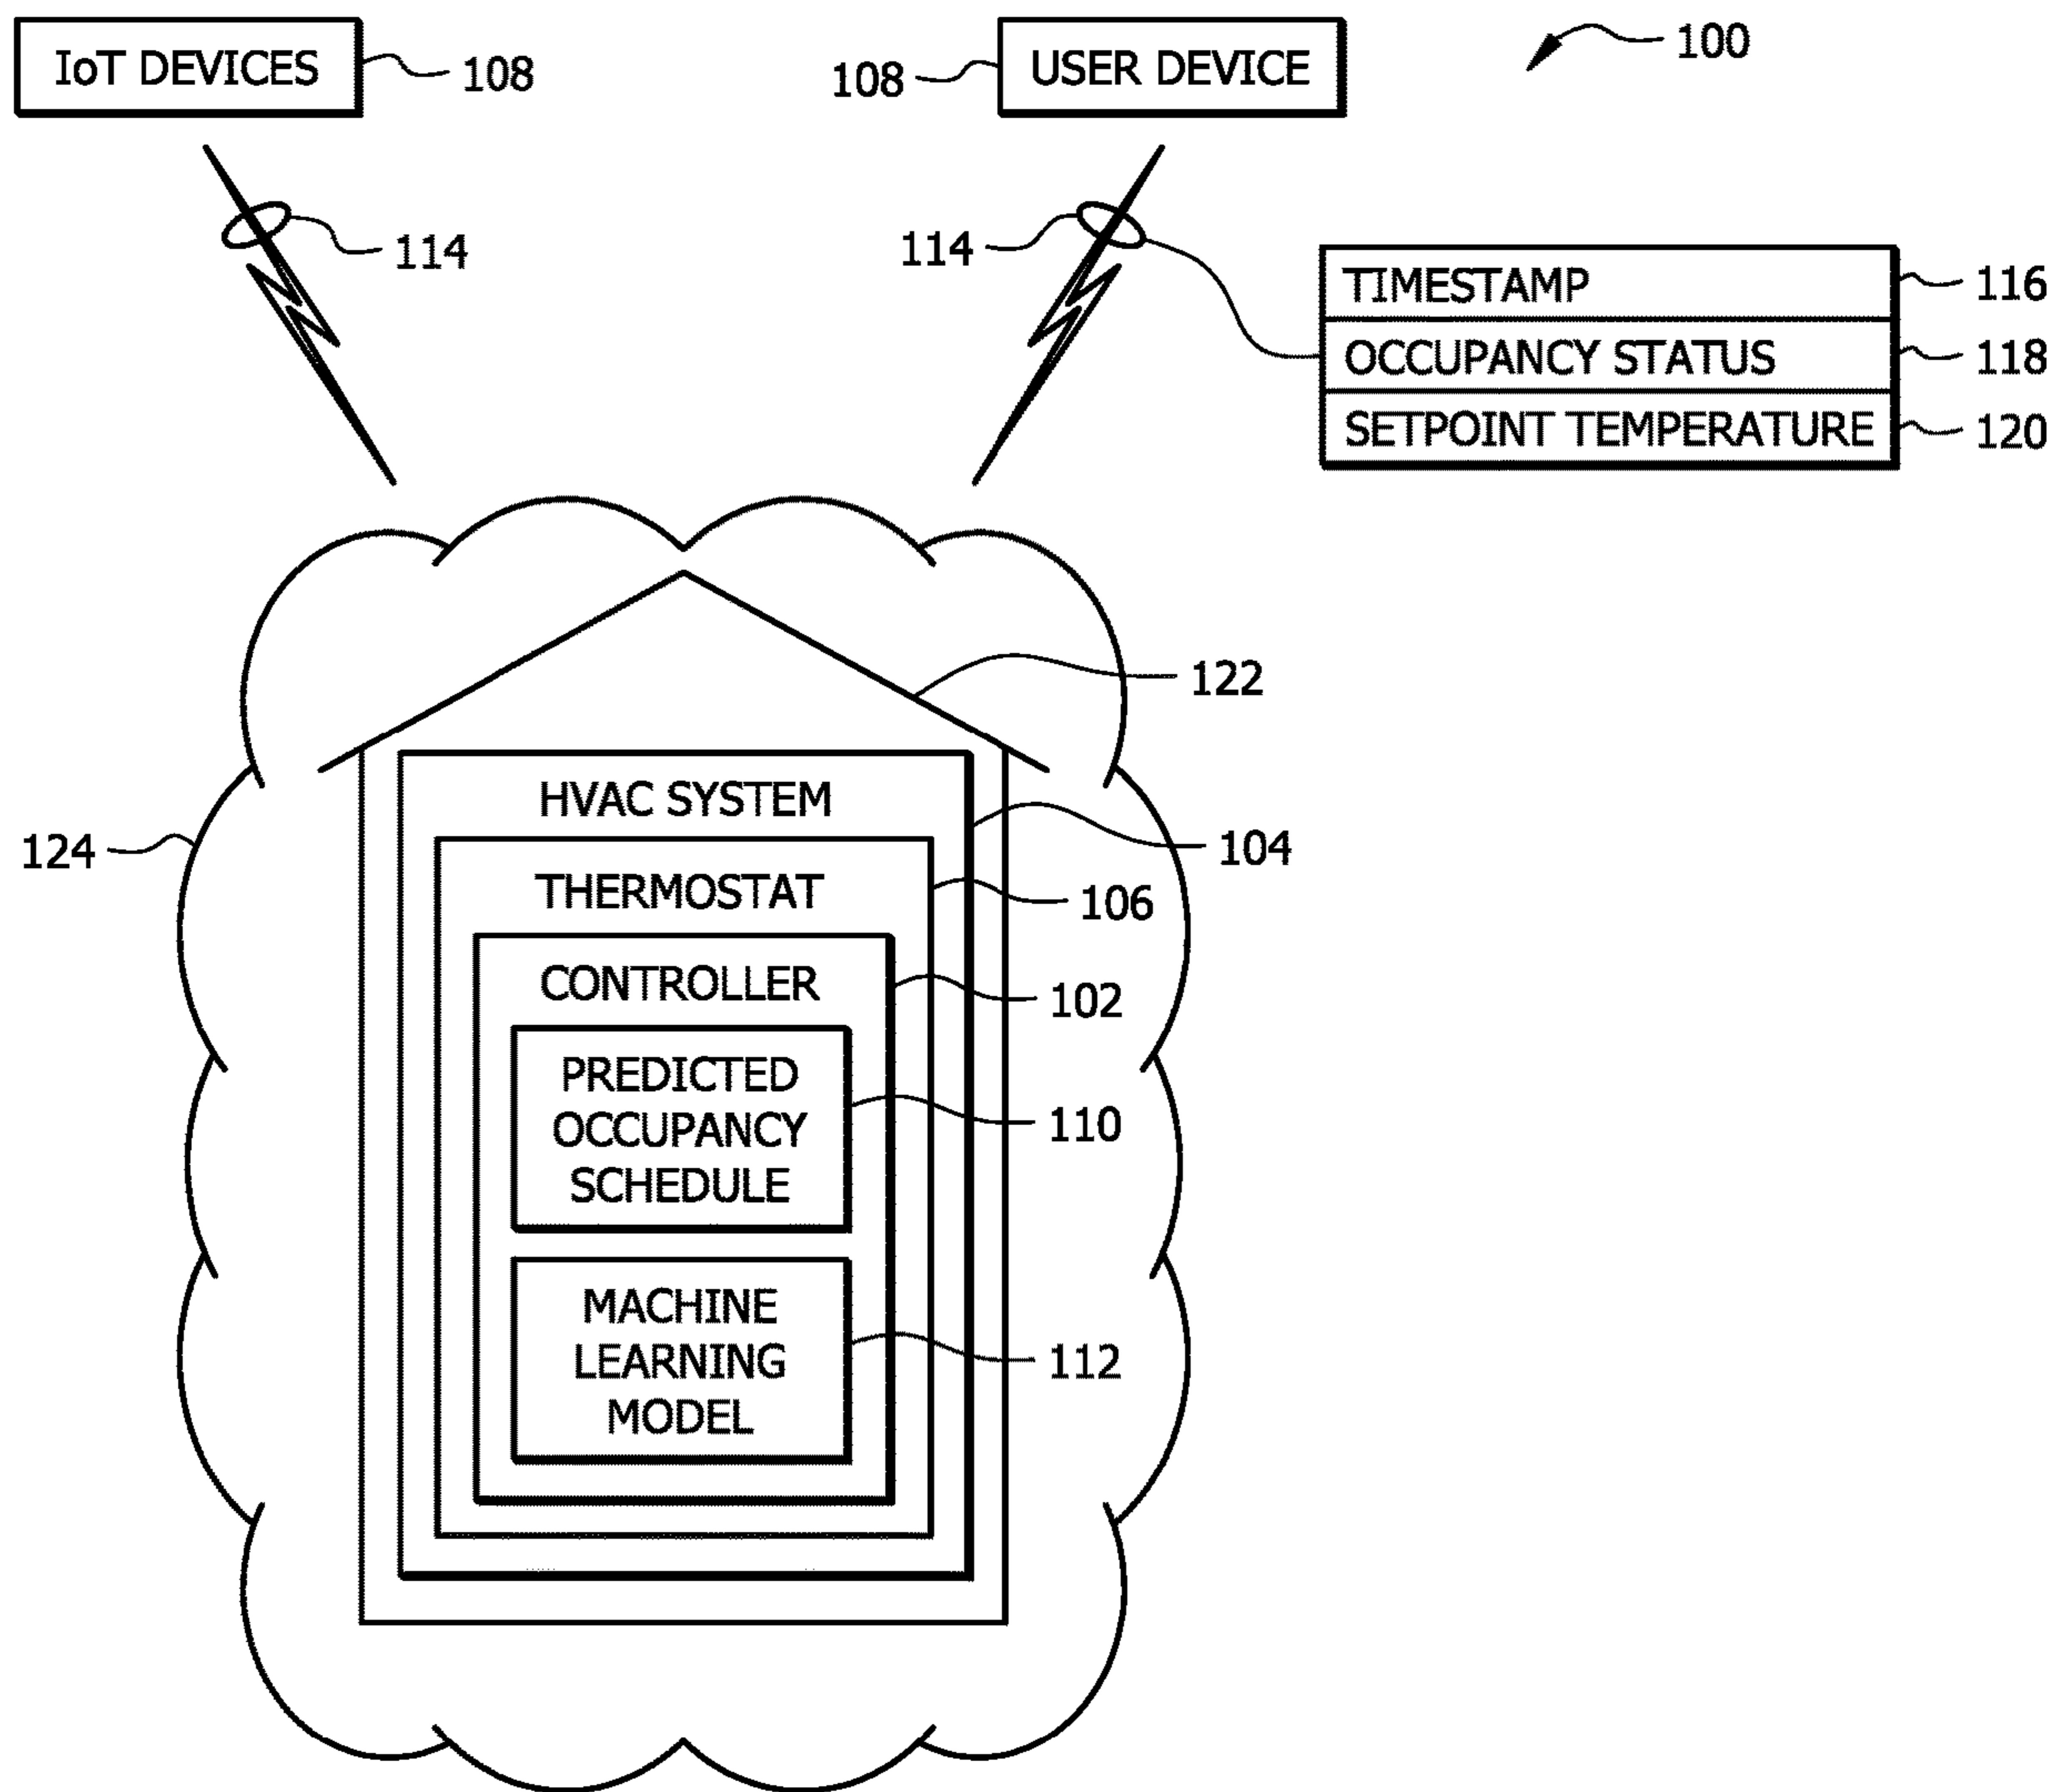 IoT DEVICES
108
108
USER DEVICE
100
114
114
TIMESTAMP
116
OCCUPANCY STATUS
118
SETPOINT TEMPERATURE
120
122
HVAC SYSTEM
104
124
THERMOSTAT
106
CONTROLLER
102
PREDICTED
OCCUPANCY
SCHEDULE
110
MACHINE
LEARNING
MODEL
112